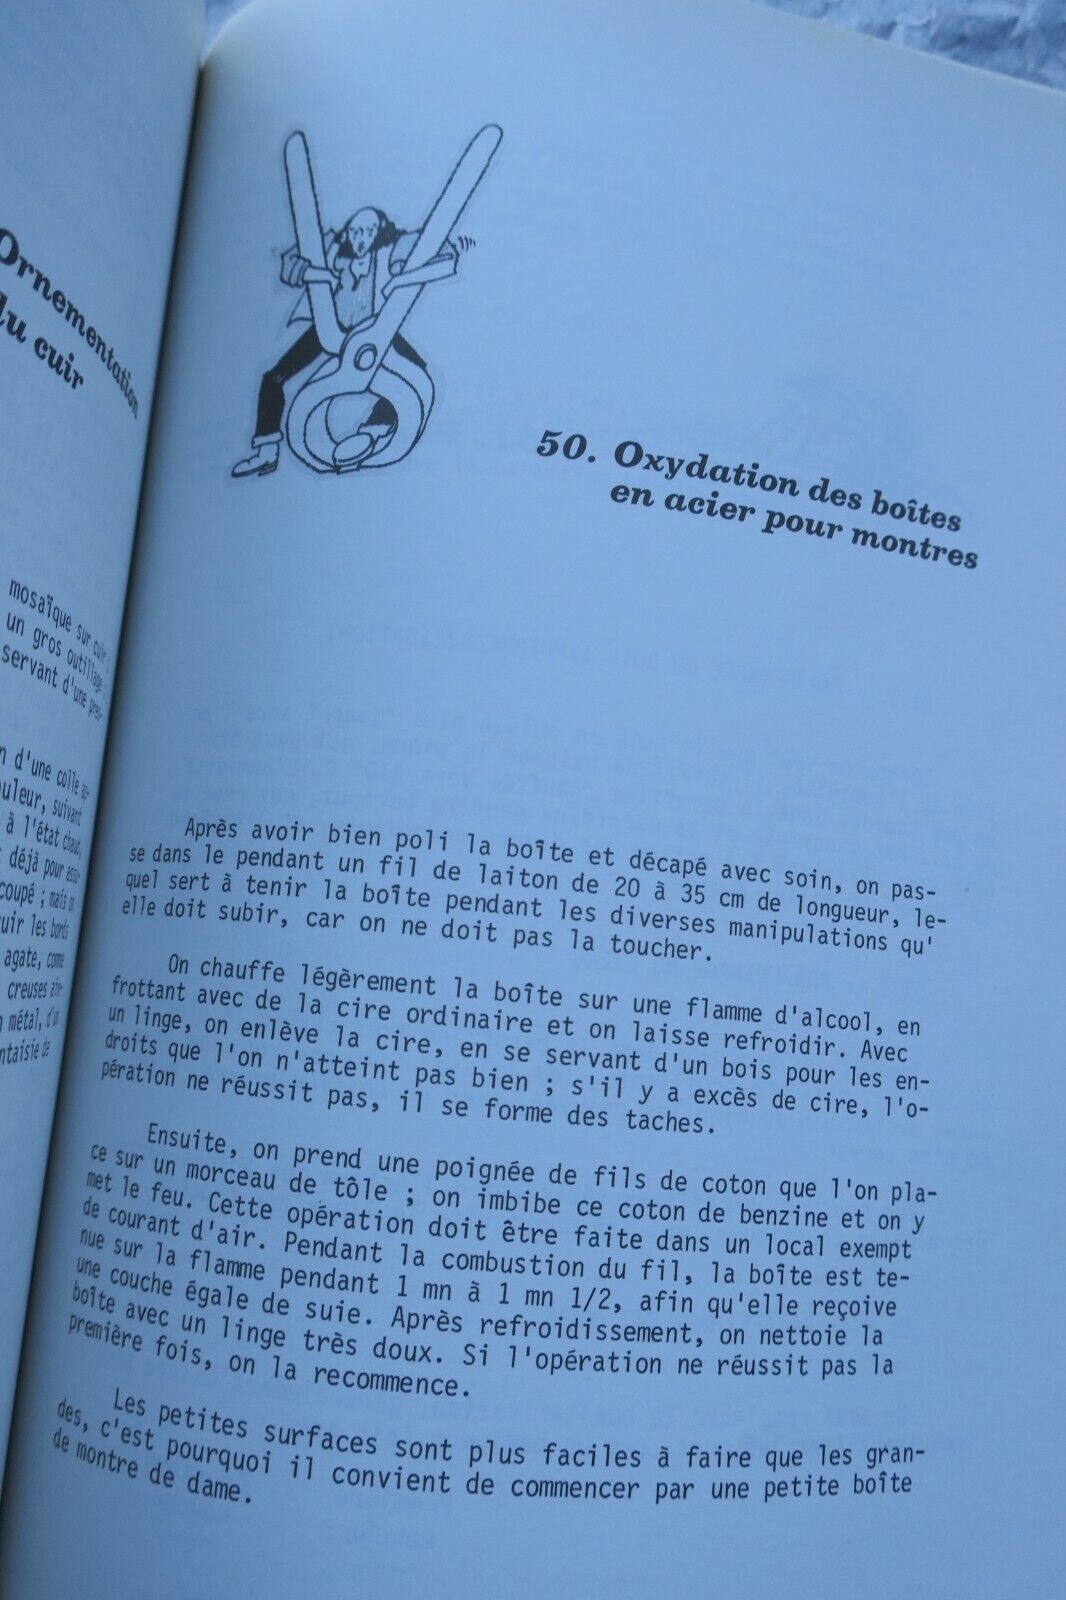 Ornementation
du cuir
mosaïque sur cuir
un gros outillage
servant d'une pres-
n d'une colle ap-
uleur, suivant
à l'état chaud,
déjà pour assu-
coupé ; mais on
uir les bords
agate, comme
creuses ain-
métal, d'un
ntaisie de
50. Oxydation des boîtes
en acier pour montres
Après avoir bien poli la boîte et décapé avec soin, on pas-
se dans le pendant un fil de laiton de 20 à 35 cm de longueur, le-
quel sert à tenir la boîte pendant les diverses manipulations qu'
elle doit subir, car on ne doit pas la toucher.
On chauffe légèrement la boîte sur une flamme d'alcool, en
frottant avec de la cire ordinaire et on laisse refroidir. Avec
un linge, on enlève la cire, en se servant d'un bois pour les en-
droits que l'on n'atteint pas bien ; s'il y a excès de cire, l'o-
pération ne réussit pas, il se forme des taches.
Ensuite, on prend une poignée de fils de coton que l'on pla-
ce sur un morceau de tôle ; on imbibe ce coton de benzine et on y
met le feu. Cette opération doit être faite dans un local exempt
de courant d'air. Pendant la combustion du fil, la boîte est te-
nue sur la flamme pendant 1 mn à 1 mn 1/2, afin qu'elle reçoive
une couche égale de suie. Après refroidissement, on nettoie la
boîte avec un linge très doux. Si l'opération ne réussit pas la
première fois, on la recommence.
Les petites surfaces sont plus faciles à faire que les gran-
des, c'est pourquoi il convient de commencer par une petite boîte
de montre de dame.